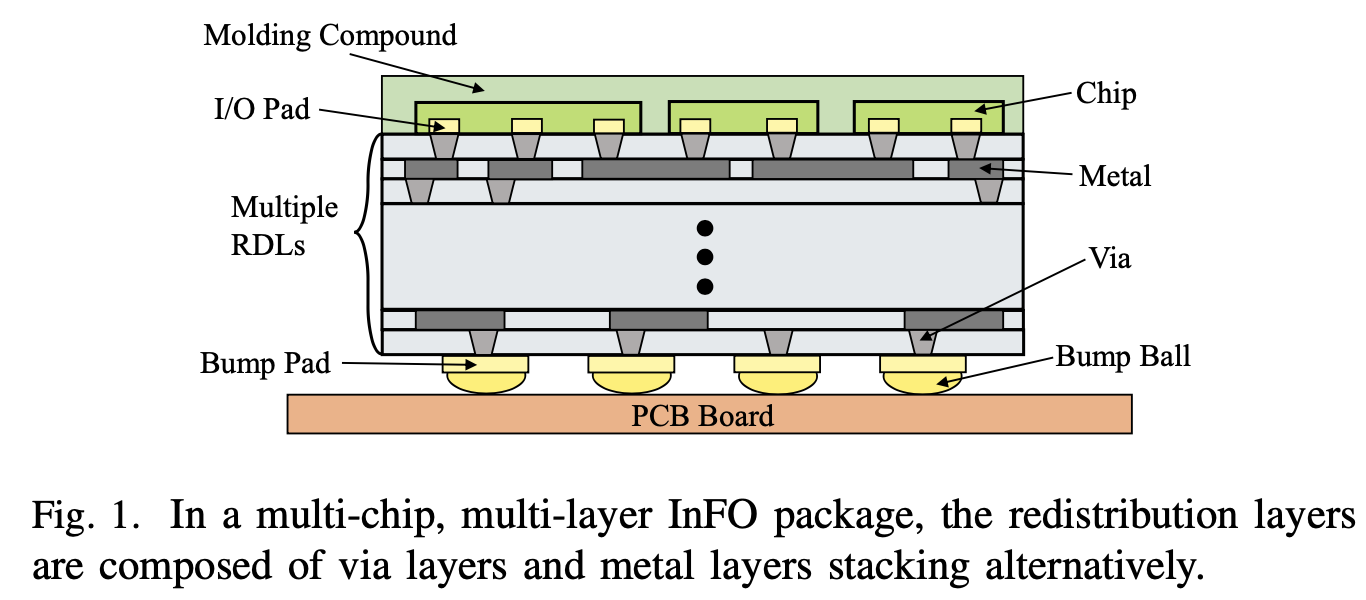 Molding Compound
I/O Pad
Chip
Metal
Multiple
RDLs
Via
Bump Pad
Bump Ball
PCB Board
Fig. 1. In a multi-chip, multi-layer InFO package, the redistribution layers
are composed of via layers and metal layers stacking alternatively.